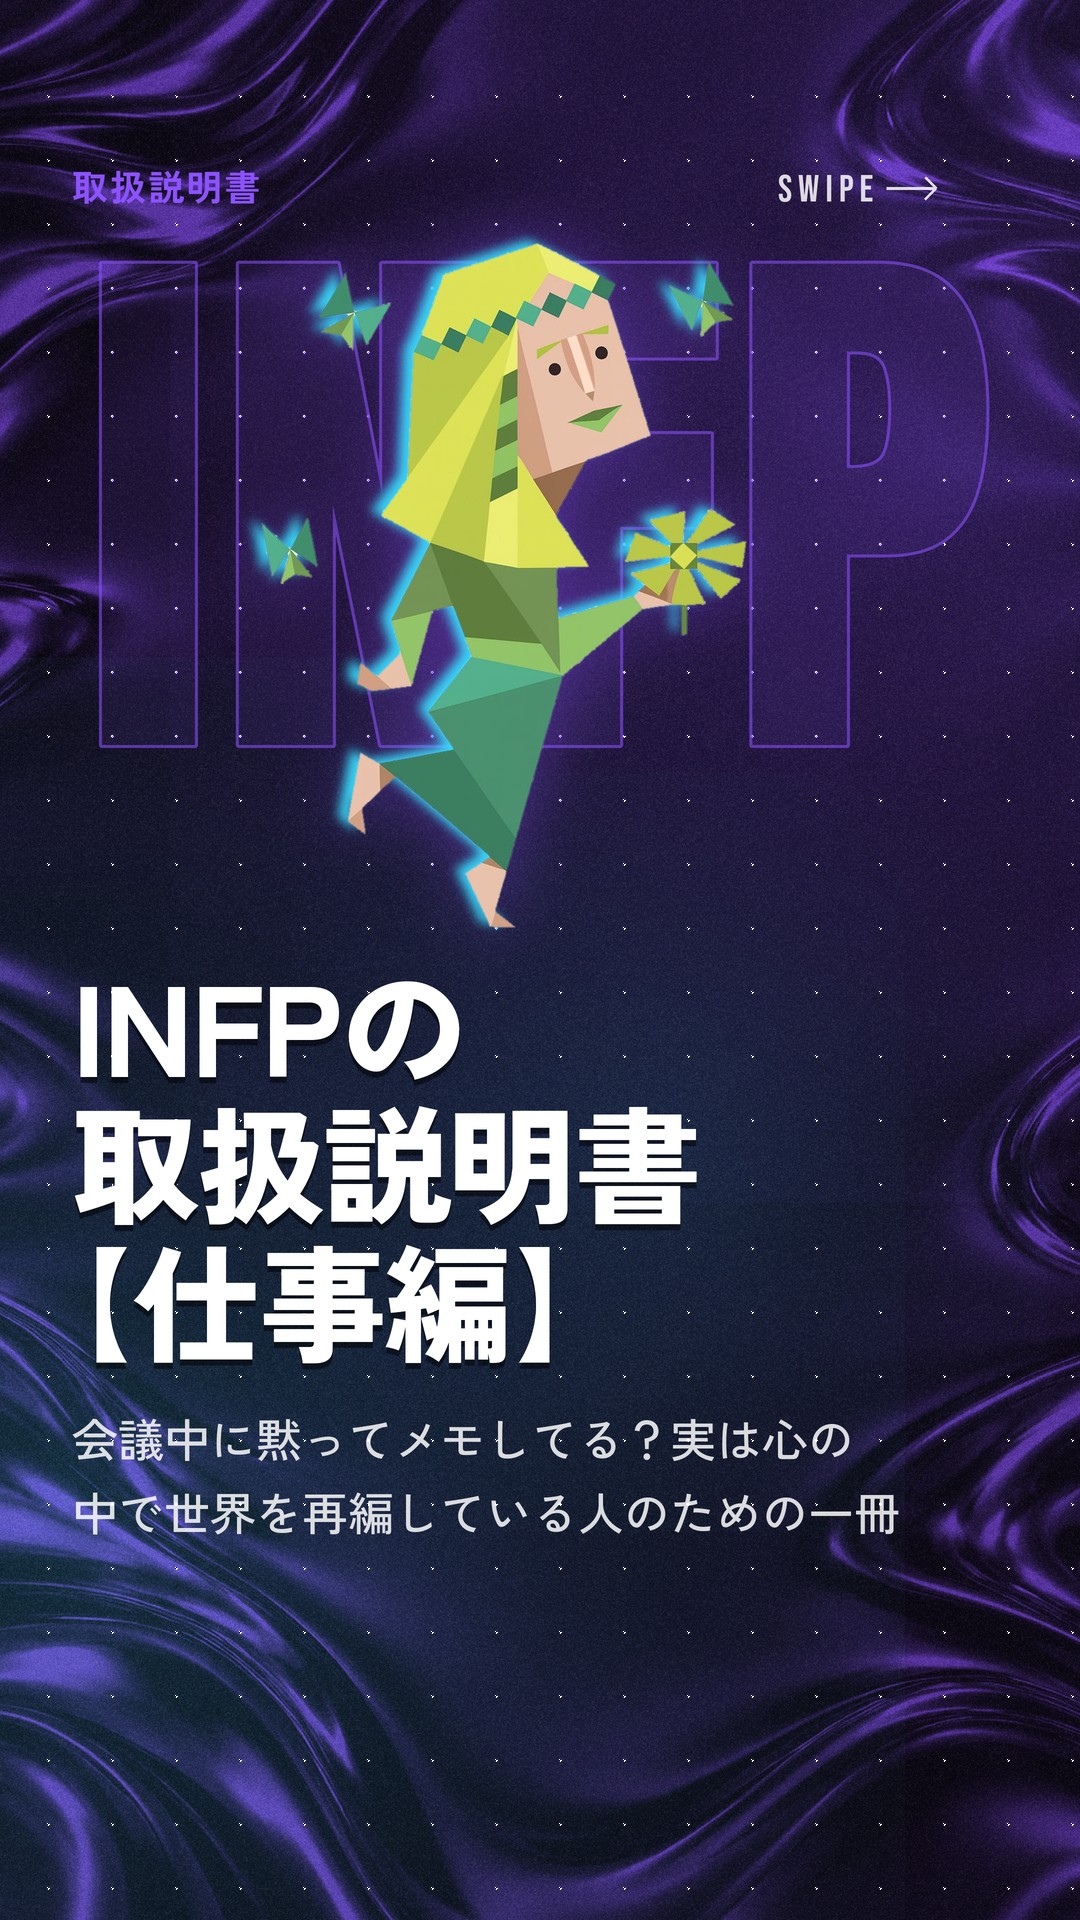 取扱説明書
SWIPE →
INFP
INFPの
取扱説明書
【仕事編】
会議中に黙ってメモしてる？実は心の
中で世界を再編している人のための一冊